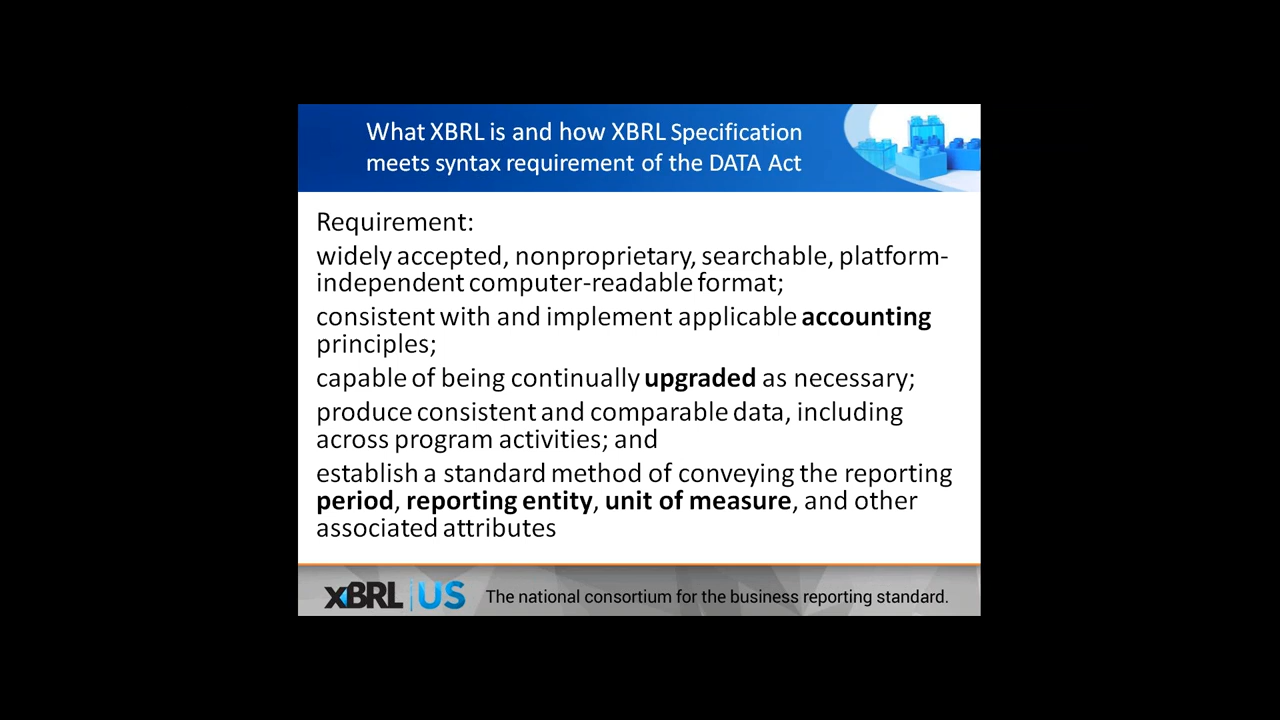 What XBRL is and how XBRL Specification
meets syntax requirement of the DATA Act
Requirement:
widely accepted, nonproprietary, searchable, platform-
independent computer-readable format;
consistent with and implement applicable accounting
principles;
capable of being continually upgraded as necessary;
produce consistent and comparable data, including
across program activities; and
establish a standard method of conveying the reporting
period, reporting entity, unit of measure, and other
associated attributes
XBRL US The national consortium for the business reporting standard.